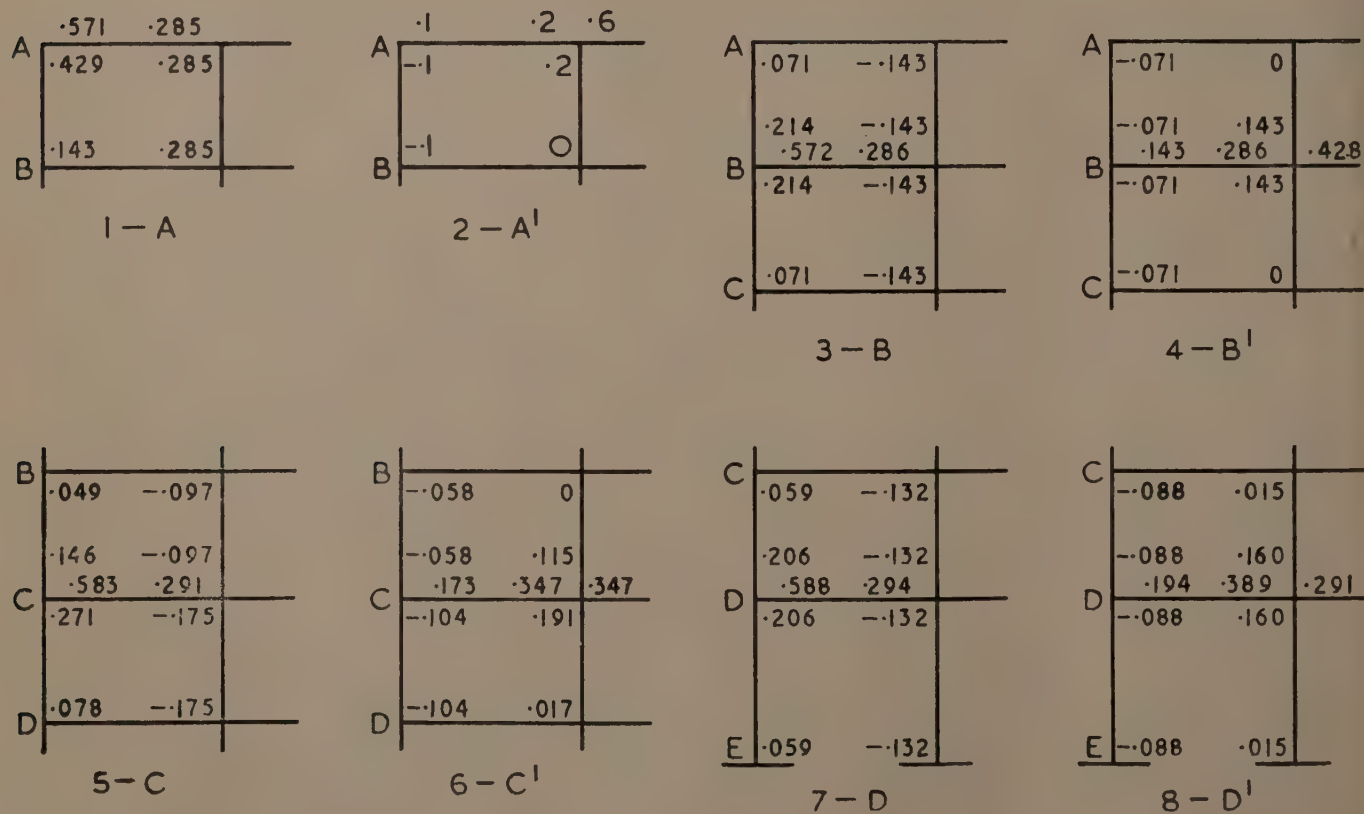 ·571 ·285
A
·429 ·285
·143 ·285
B
1 – A
·1 ·2 ·6
A
-·1 ·2
-·1 O
B
2 – A'
A
·071 -·143
·214 -·143
·572 ·286
B
·214 -·143
·071 -·143
C
3 – B
A
-·071 0
-·071 ·143
·143 ·286 ·428
B
-·071 ·143
-·071 0
C
4 – B'
B
·049 -·097
·146 -·097
·583 ·291
C
·271 -·175
·078 -·175
D
5 – C
B
-·058 0
-·058 ·115
·173 ·347 ·347
C
-·104 ·191
-·104 ·017
D
6 – C'
C
·059 -·132
·206 -·132
·588 ·294
D
·206 -·132
E ·059 -·132
7 – D
C
-·088 ·015
-·088 ·160
·194 ·389 ·291
D
-·088 ·160
E -·088 ·015
8 – D'